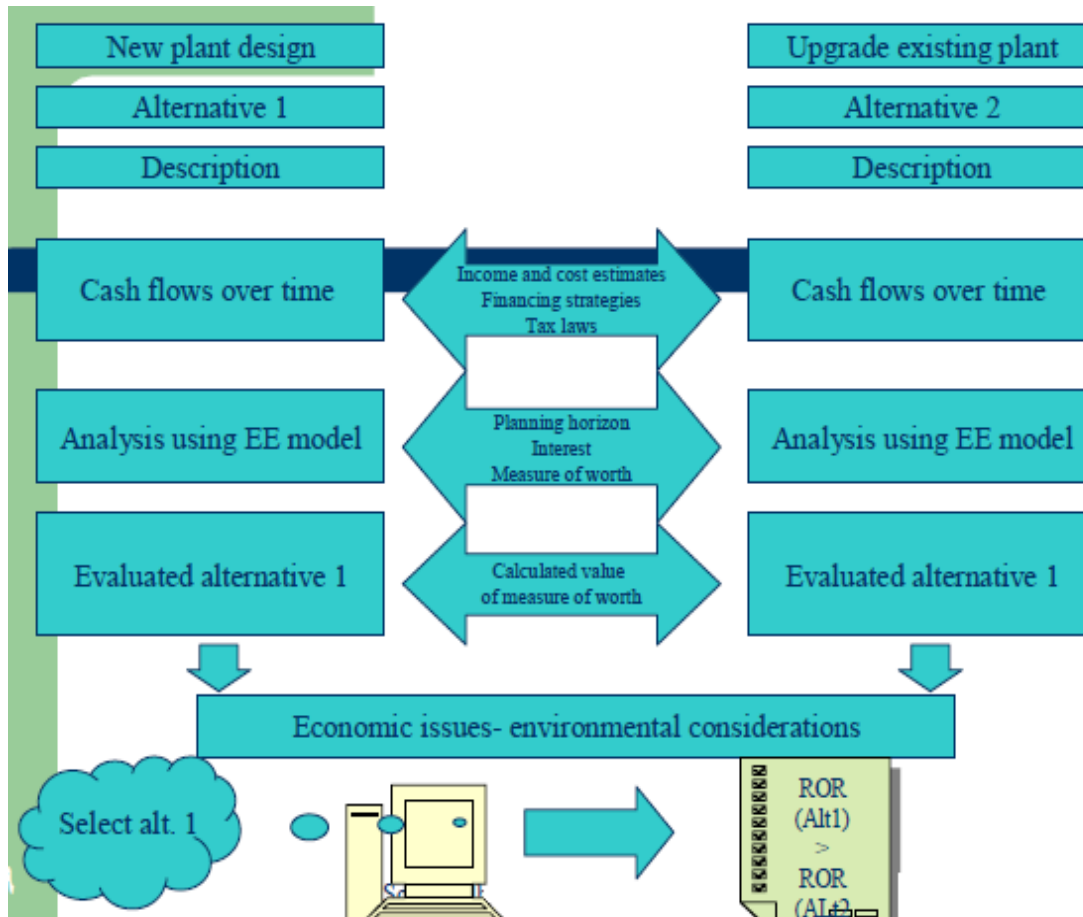 New plant design
Upgrade existing plant
Alternative 1
Alternative 2
Description
Description
Cash flows over time
Income and cost estimates
Financing strategies
Tax laws
Cash flows over time
Analysis using EE model
Planning horizon
Interest
Measure of worth
Analysis using EE model
Evaluated alternative 1
Calculated value
of measure of worth
Evaluated alternative 1
Economic issues- environmental considerations
Select alt. 1
ROR
(Alt1)
>
ROR
(ALt2